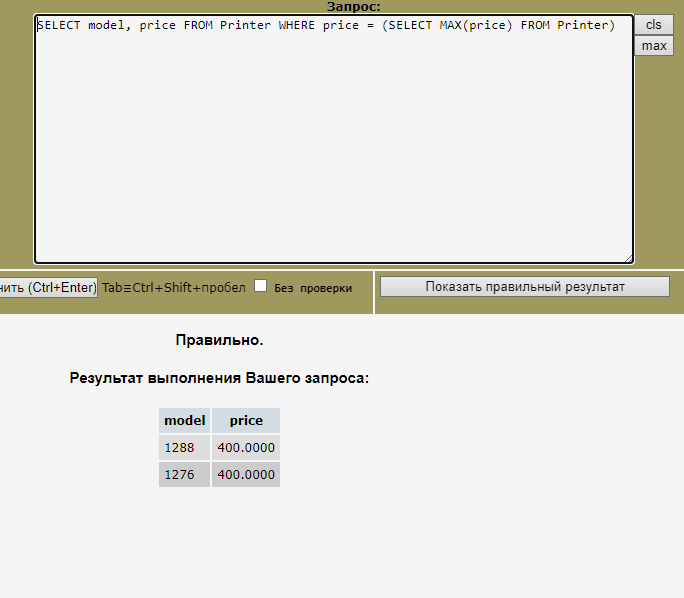 Запрос:
SELECT model, price FROM Printer WHERE price = (SELECT MAX(price) FROM Printer)
cls
max
нить (Ctrl+Enter) Tab≡Ctrl+Shift+пробел Без проверки
Показать правильный результат
Правильно.
Результат выполнения Вашего запроса:
model price
1288 400.0000
1276 400.0000